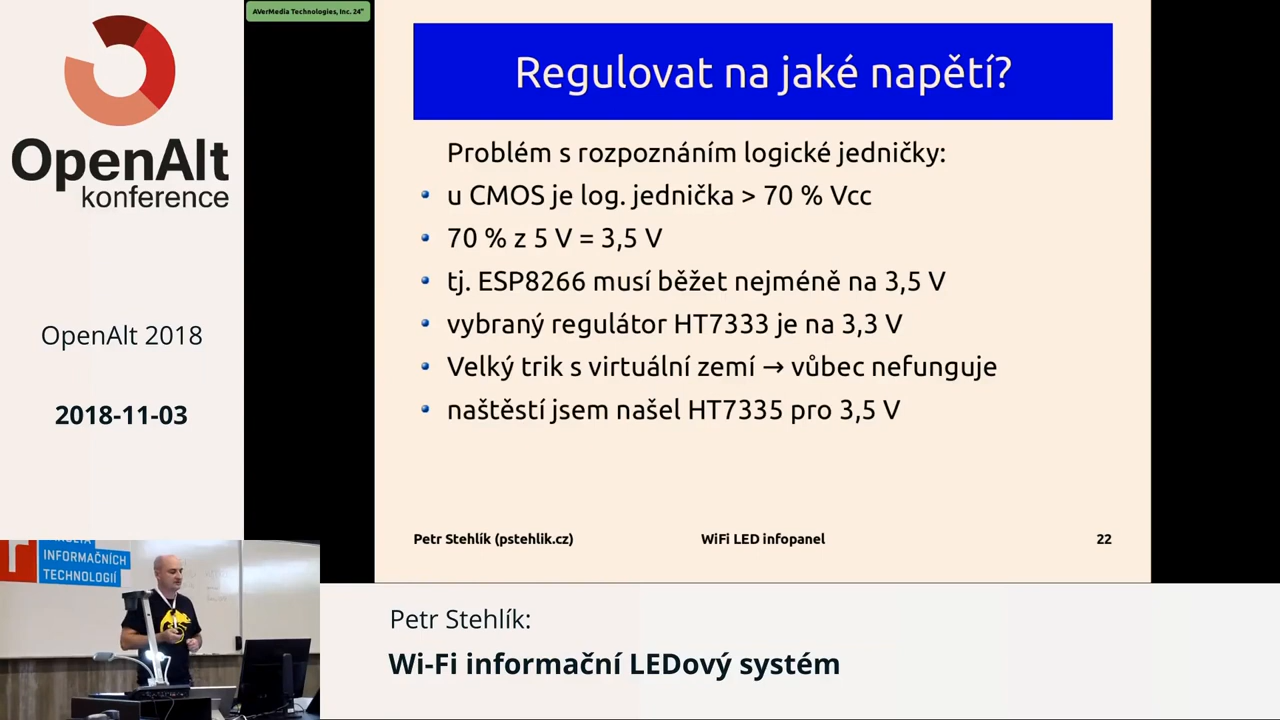 AVerMedia Technologies, Inc. 24"
OpenAlt
konference
OpenAlt 2018
2018-11-03
Regulovat na jaké napětí?
Problém s rozpoznáním logické jedničky:
u CMOS je log. jednička > 70 % Vcc
70 % z 5 V = 3,5 V
tj. ESP8266 musí běžet nejméně na 3,5 V
vybraný regulátor HT7333 je na 3,3 V
Velký trik s virtuální zemí → vůbec nefunguje
naštěstí jsem našel HT7335 pro 3,5 V
Petr Stehlík (pstehlik.cz)
WiFi LED infopanel
22
INFORMAČNÍCH
TECHNOLOGIÍ
Petr Stehlík:
Wi-Fi informační LEDový systém